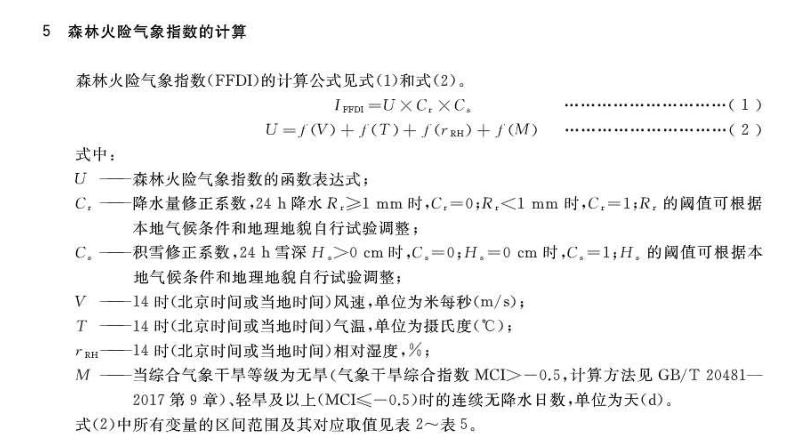 5 森林火险气象指数的计算
森林火险气象指数(FFDI)的计算公式见式(1)和式(2)。
I_FFDI =U×C_r×C_s …………………………( 1 )
U=f(V)+f(T)+f(r_RH)+f(M) …………………………( 2 )
式中：
U ——森林火险气象指数的函数表达式；
C_r ——降水量修正系数,24 h 降水 R_r≥1 mm 时,C_r=0;R_r<1 mm 时,C_r=1;R_r 的阈值可根据
本地气候条件和地理地貌自行试验调整；
C_s ——积雪修正系数,24 h 雪深 H_s>0 cm 时,C_s=0;H_s=0 cm 时,C_s=1;H_s 的阈值可根据本
地气候条件和地理地貌自行试验调整；
V ——14 时(北京时间或当地时间)风速,单位为米每秒(m/s)；
T ——14 时(北京时间或当地时间)气温,单位为摄氏度(℃)；
r_RH——14 时(北京时间或当地时间)相对湿度,%；
M ——当综合气象干旱等级为无旱(气象干旱综合指数 MCI>−0.5,计算方法见 GB/T 20481—
2017 第 9 章)、轻旱及以上(MCI≤−0.5)时的连续无降水日数,单位为天(d)。
式(2)中所有变量的区间范围及其对应取值见表 2～表 5。